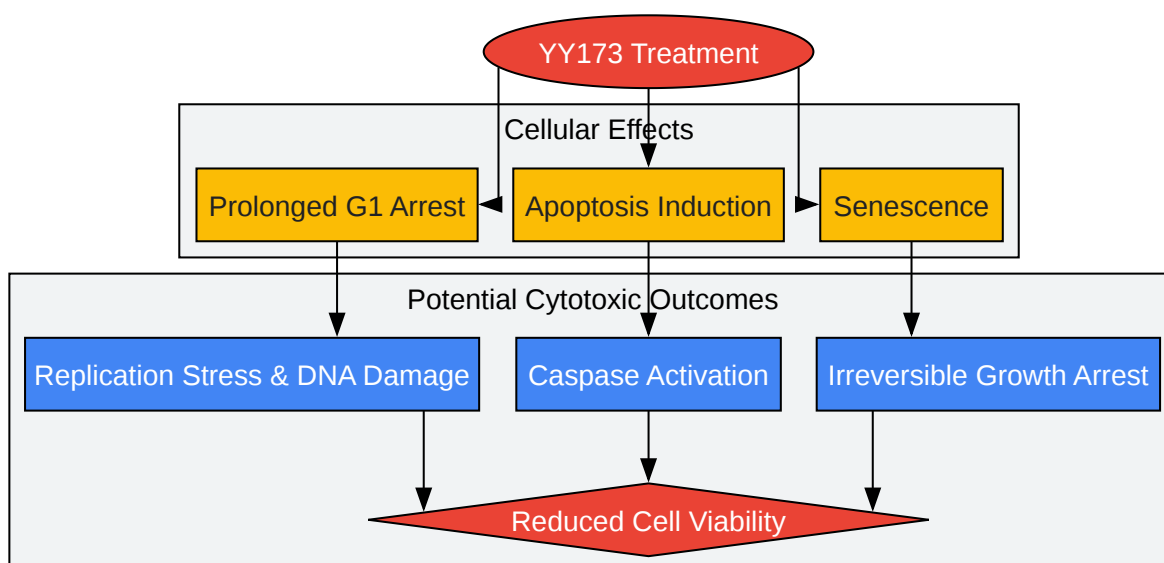 YY173 Treatment
Cellular Effects
Prolonged G1 Arrest
Apoptosis Induction
Senescence
Potential Cytotoxic Outcomes
Replication Stress & DNA Damage
Caspase Activation
Irreversible Growth Arrest
Reduced Cell Viability